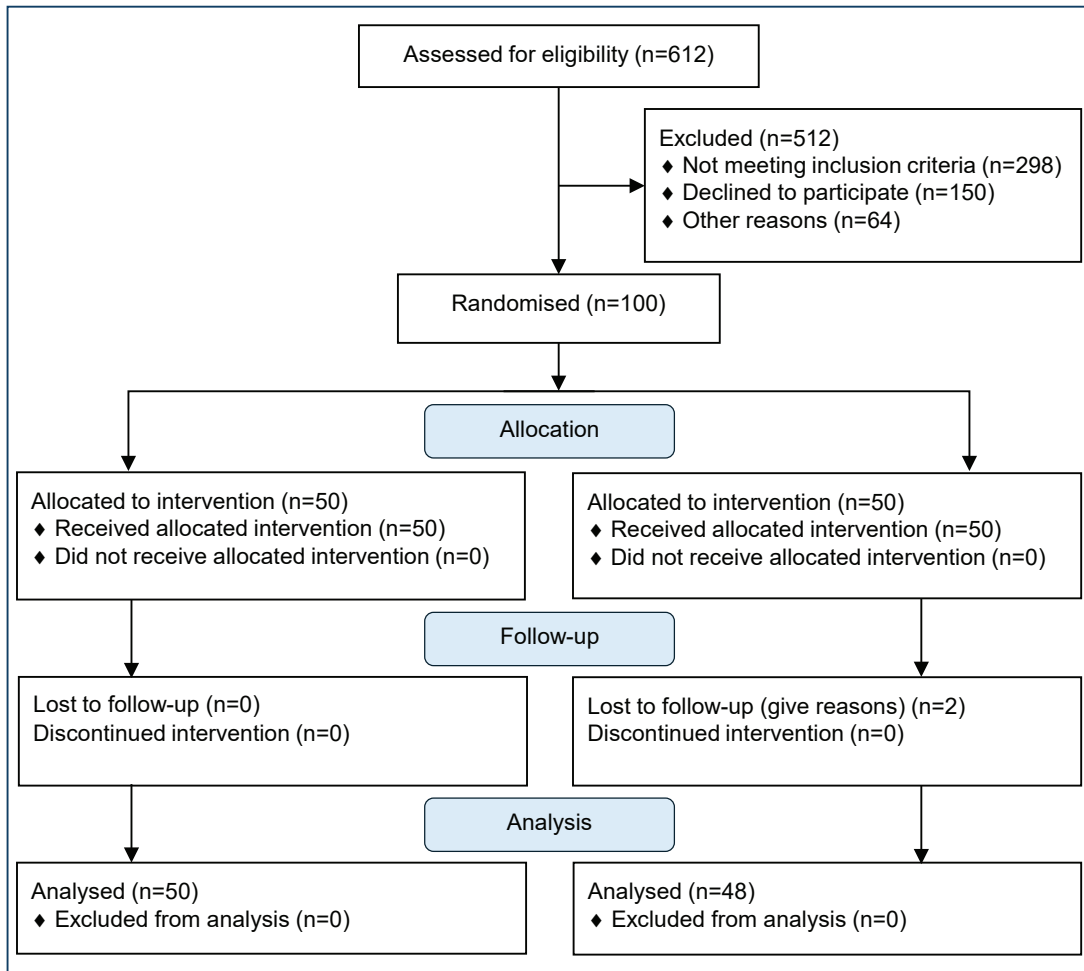 Assessed for eligibility (n=612)
Excluded (n=512)
♦ Not meeting inclusion criteria (n=298)
♦ Declined to participate (n=150)
♦ Other reasons (n=64)
Randomised (n=100)
Allocation
Allocated to intervention (n=50)
♦ Received allocated intervention (n=50)
♦ Did not receive allocated intervention (n=0)
Allocated to intervention (n=50)
♦ Received allocated intervention (n=50)
♦ Did not receive allocated intervention (n=0)
Follow-up
Lost to follow-up (n=0)
Discontinued intervention (n=0)
Lost to follow-up (give reasons) (n=2)
Discontinued intervention (n=0)
Analysis
Analysed (n=50)
♦ Excluded from analysis (n=0)
Analysed (n=48)
♦ Excluded from analysis (n=0)